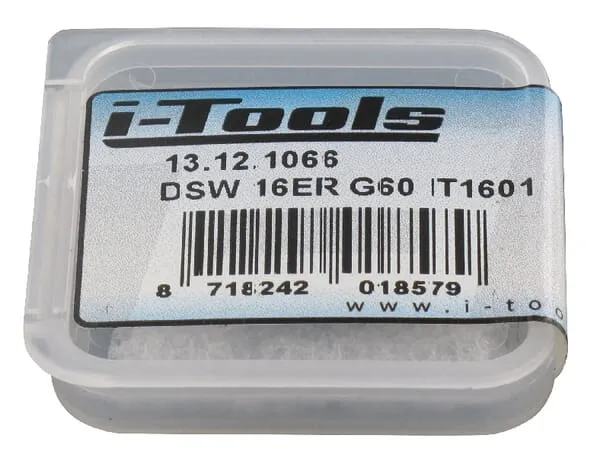 i-Tools
13.12.1066
DSW 16ER G60 IT1601
8 718242 018579
www.i-too